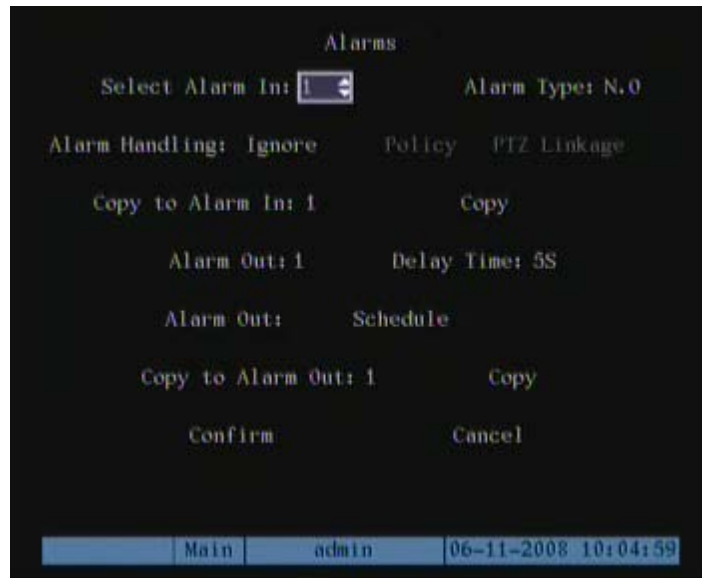 Alarms
Select Alarm In: 1 Alarm Type: N.O
Alarm Handling: Ignore Policy PTZ Linkage
Copy to Alarm In: 1 Copy
Alarm Out: 1 Delay Time: 5S
Alarm Out: Schedule
Copy to Alarm Out: 1 Copy
Confirm Cancel
Main admin 06-11-2008 10:04:59